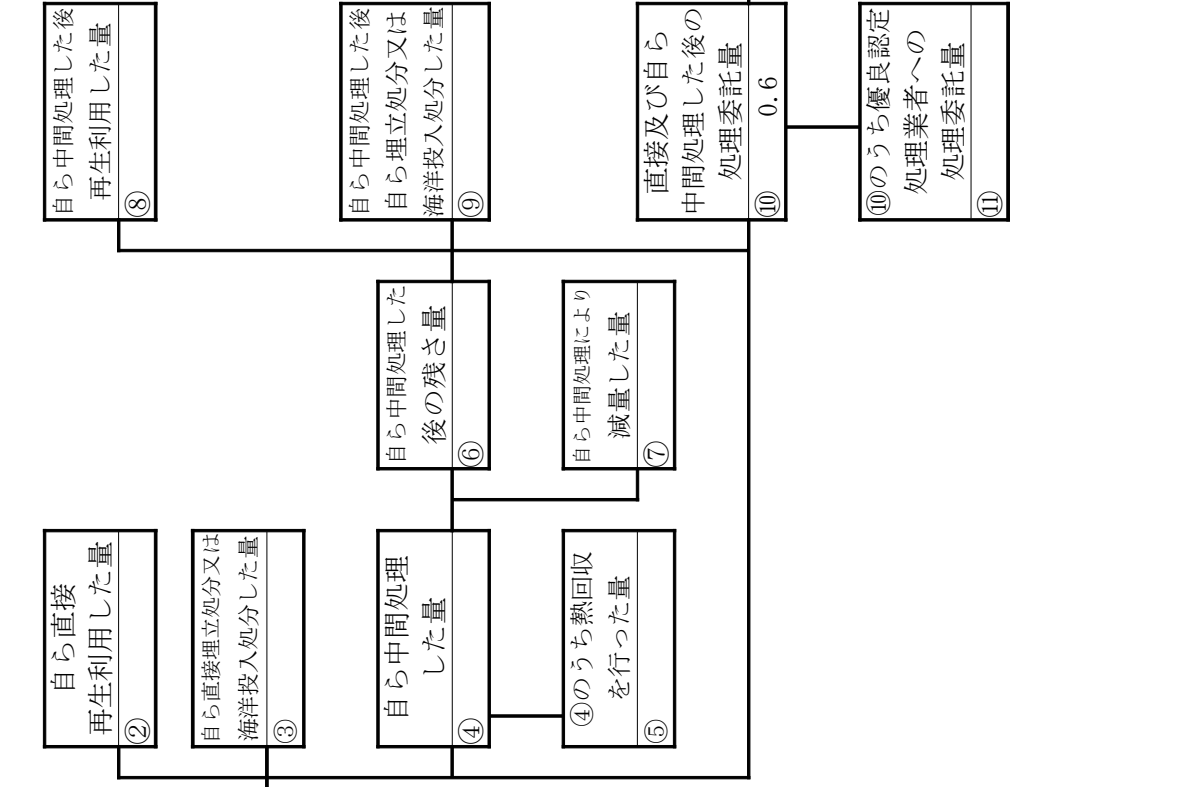 自ら直接
再生利用した量
②
自ら直接埋立処分又は
海洋投入処分した量
③
自ら中間処理
した量
④
④のうち熱回収
を行った量
⑤
自ら中間処理した
後の残さ量
⑥
自ら中間処理により
減量した量
⑦
自ら中間処理した後
再生利用した量
⑧
自ら中間処理した後
自ら埋立処分又は
海洋投入処分した量
⑨
直接及び自ら
中間処理した後の
処理委託量
⑩ 0.6
⑩のうち優良認定
処理業者への
処理委託量
⑪